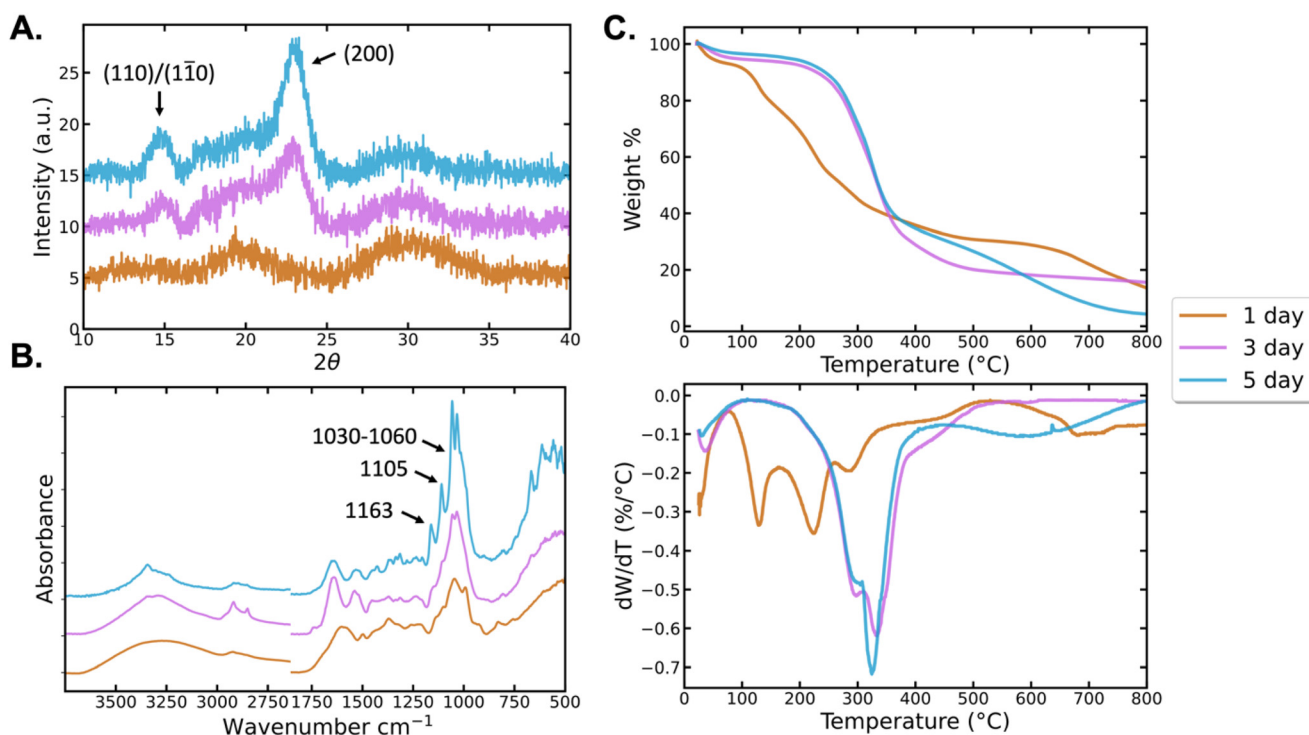 A.
(110)/(11̅0)
(200)
Intensity (a.u.)
25
20
15
10
5
0
10 15 20 25 30 35 40
2θ
B.
1030-1060
1105
1163
Absorbance
3500 3250 3000 2750 1750 1500 1250 1000 750 500
Wavenumber cm⁻¹
C.
Weight %
100
80
60
40
20
0
0 100 200 300 400 500 600 700 800
Temperature (°C)
dW/dT (%/°C)
0.0
−0.1
−0.2
−0.3
−0.4
−0.5
−0.6
−0.7
0 100 200 300 400 500 600 700 800
Temperature (°C)
1 day
3 day
5 day